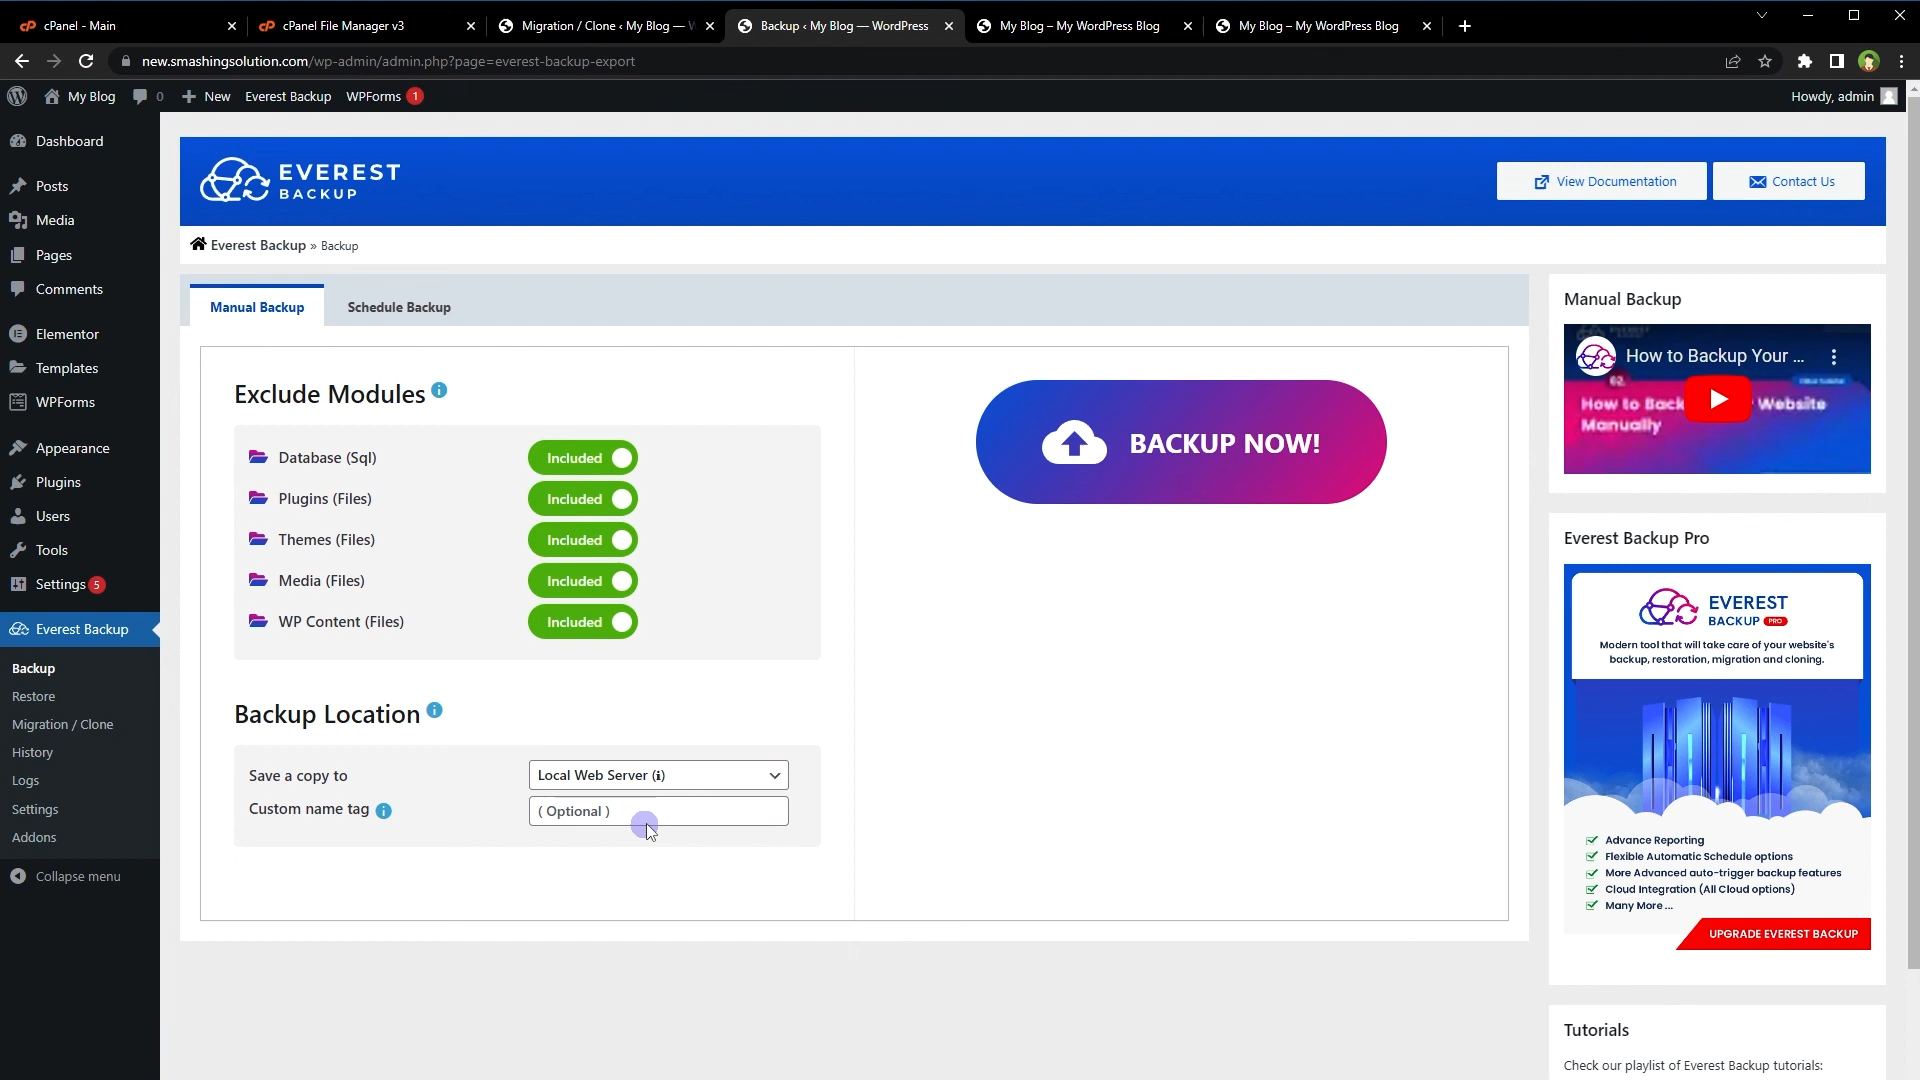 cPanel - Main
cPanel File Manager v3
Migration / Clone ‹ My Blog — W
Backup ‹ My Blog — WordPress
My Blog – My WordPress Blog
My Blog – My WordPress Blog
new.smashingsolution.com/wp-admin/admin.php?page=everest-backup-export
My Blog
0
New
Everest Backup
WPForms 1
Howdy, admin
Dashboard
Posts
Media
Pages
Comments
Elementor
Templates
WPForms
Appearance
Plugins
Users
Tools
Settings 5
Everest Backup
Backup
Restore
Migration / Clone
History
Logs
Settings
Addons
Collapse menu
EVEREST
BACKUP
View Documentation
Contact Us
Everest Backup » Backup
Manual Backup
Schedule Backup
Exclude Modules
Database (Sql) Included
Plugins (Files) Included
Themes (Files) Included
Media (Files) Included
WP Content (Files) Included
Backup Location
Save a copy to Local Web Server (ℹ)
Custom name tag ( Optional )
BACKUP NOW!
Manual Backup
EVEREST
How to Backup Your ...
02.
How to Back Website
Manually
Everest Backup Pro
EVEREST
BACKUP PRO
Modern tool that will take care of your website's
backup, restoration, migration and cloning.
Advance Reporting
Flexible Automatic Schedule options
More Advanced auto-trigger backup features
Cloud Integration (All Cloud options)
Many More ...
UPGRADE EVEREST BACKUP
Tutorials
Check our playlist of Everest Backup tutorials: